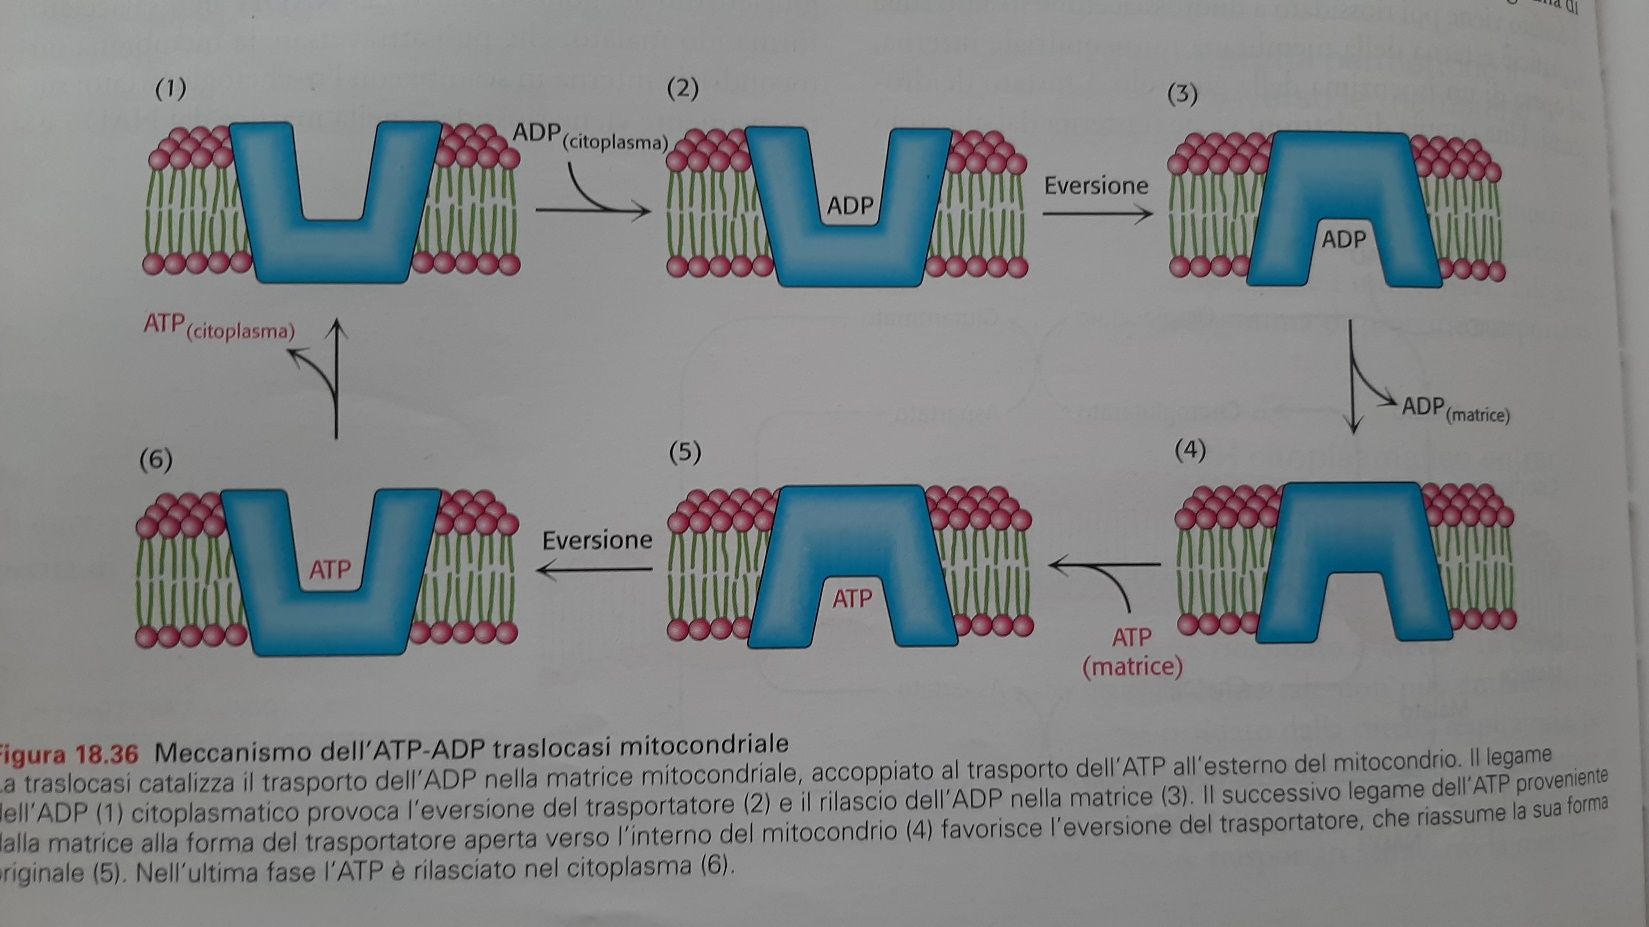 (1)
(2)
(3)
ADP(citoplasma)
ADP
Eversione
ADP
ATP(citoplasma)
ADP(matrice)
(6)
(5)
(4)
ATP
Eversione
ATP
ATP
(matrice)
Figura 18.36 Meccanismo dell'ATP-ADP traslocasi mitocondriale
La traslocasi catalizza il trasporto dell'ADP nella matrice mitocondriale, accoppiato al trasporto dell'ATP all'esterno del mitocondrio. Il legame
dell'ADP (1) citoplasmatico provoca l'eversione del trasportatore (2) e il rilascio dell'ADP nella matrice (3). Il successivo legame dell'ATP proveniente
dalla matrice alla forma del trasportatore aperta verso l'interno del mitocondrio (4) favorisce l'eversione del trasportatore, che riassume la sua forma
originale (5). Nell'ultima fase l'ATP è rilasciato nel citoplasma (6).